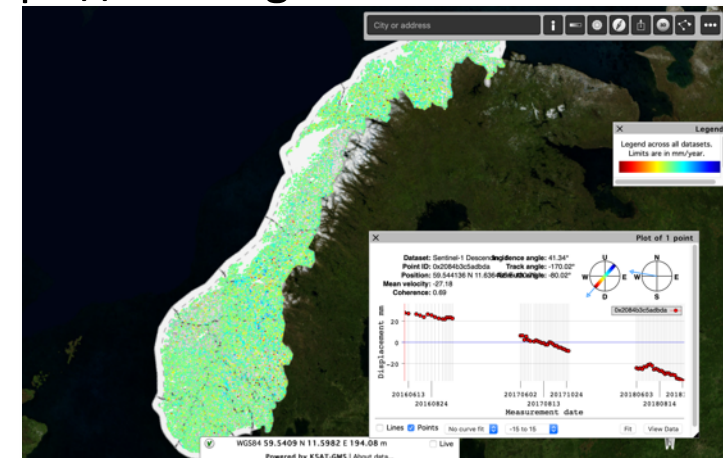 City or address
Legend
Legend across all datasets.
Limits are in mm/year.
Plot of 1 point
Dataset: Sentinel-1 Descending
Incidence angle: 41.34°
Point ID: 0x2084b3c5adbda
Track angle: -170.02°
Position: 59.544136 N 11.636
-80.02°
Mean velocity: -27.18
Coherence: 0.69
U
W E
D
N
W E
S
0x2084b3c5adbda
Displacement mm
20
0
-20
20160613 20170602 20171024 20180603
20160824 20170813 20180814
Measurement date
Lines Points No curve fit -15 to 15 Fit View Data
WGS84 59.5409 N 11.5982 E 194.08 m Live
Powered by KSAT-GMS | About data...